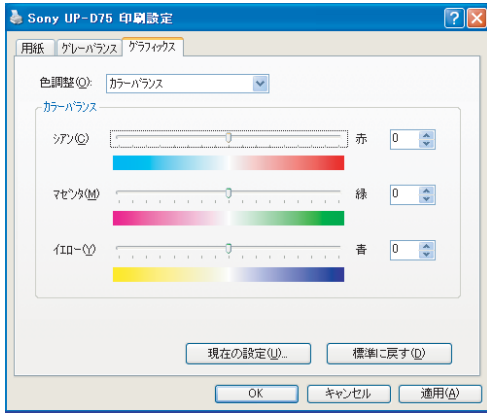 Sony UP-D75 印刷設定
用紙 グレーバランス グラフィックス
色調整(O): カラーバランス
カラーバランス
シアン(C) 赤 0
マゼンタ(M) 緑 0
イエロー(Y) 青 0
現在の設定(U)... 標準に戻す(D)
OK キャンセル 適用(A)